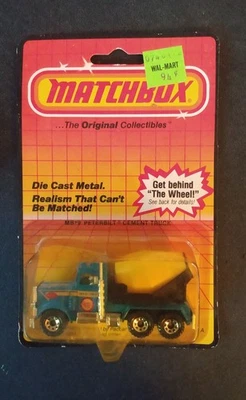 WAL-MART
96¢
MATCHBOX
...The Original Collectibles
Die Cast Metal.
Realism That Can't
Be Matched!
Get behind
"The Wheel!"
See back for details!
MB19 PETERBILT CEMENT TRUCK